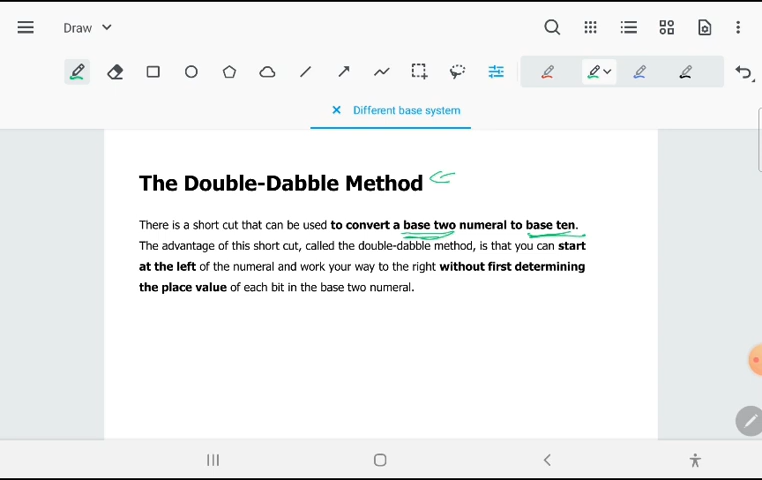 Draw
Different base system
The Double-Dabble Method
There is a short cut that can be used to convert a base two numeral to base ten.
The advantage of this short cut, called the double-dabble method, is that you can start
at the left of the numeral and work your way to the right without first determining
the place value of each bit in the base two numeral.